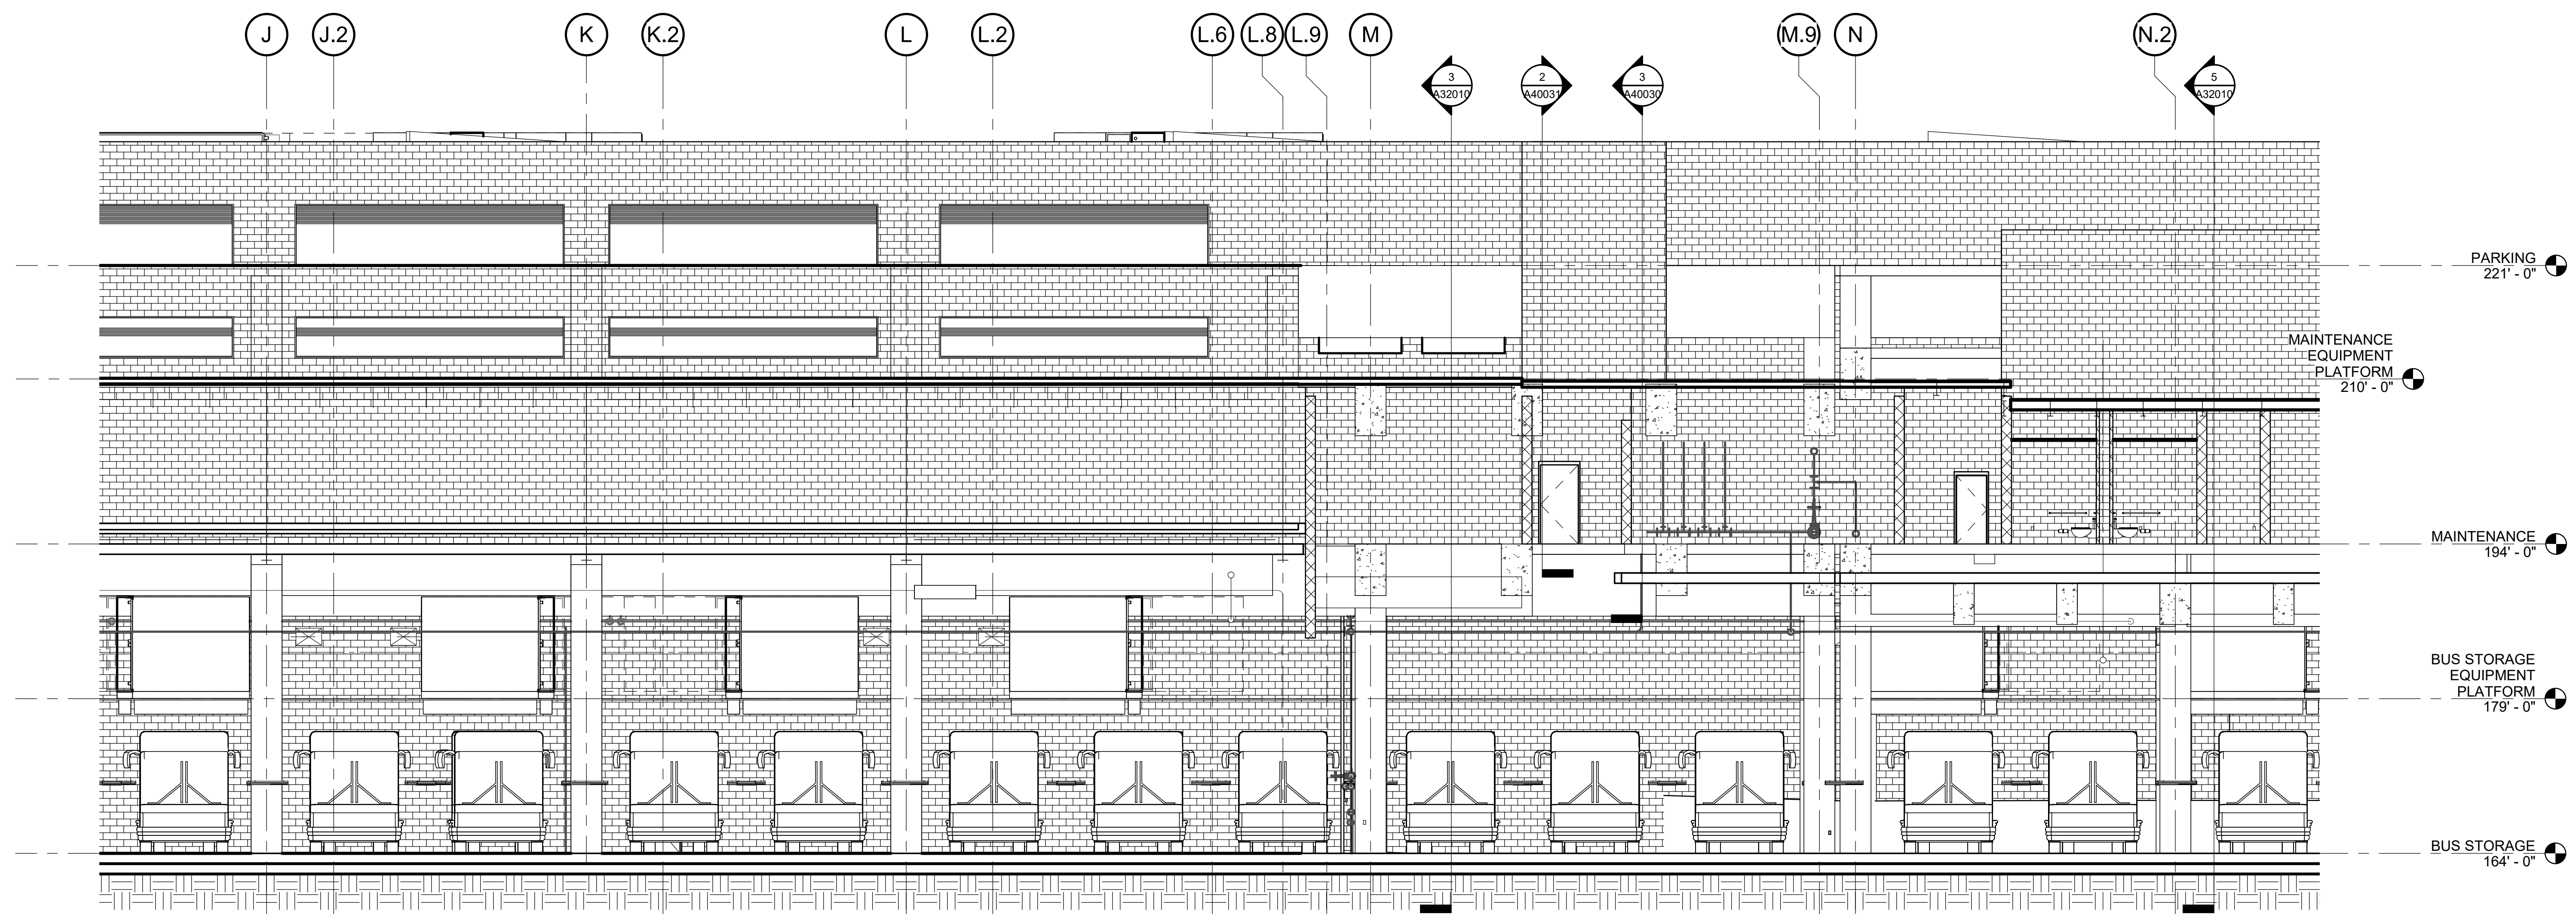 J
J.2
K
K.2
L
L.2
L.6
L.8
L.9
M
M.9
N
N.2
3
A32010
2
A40031
3
A40030
5
A32010
PARKING
221' - 0"
MAINTENANCE
EQUIPMENT
PLATFORM
210' - 0"
MAINTENANCE
194' - 0"
BUS STORAGE
EQUIPMENT
PLATFORM
179' - 0"
BUS STORAGE
164' - 0"